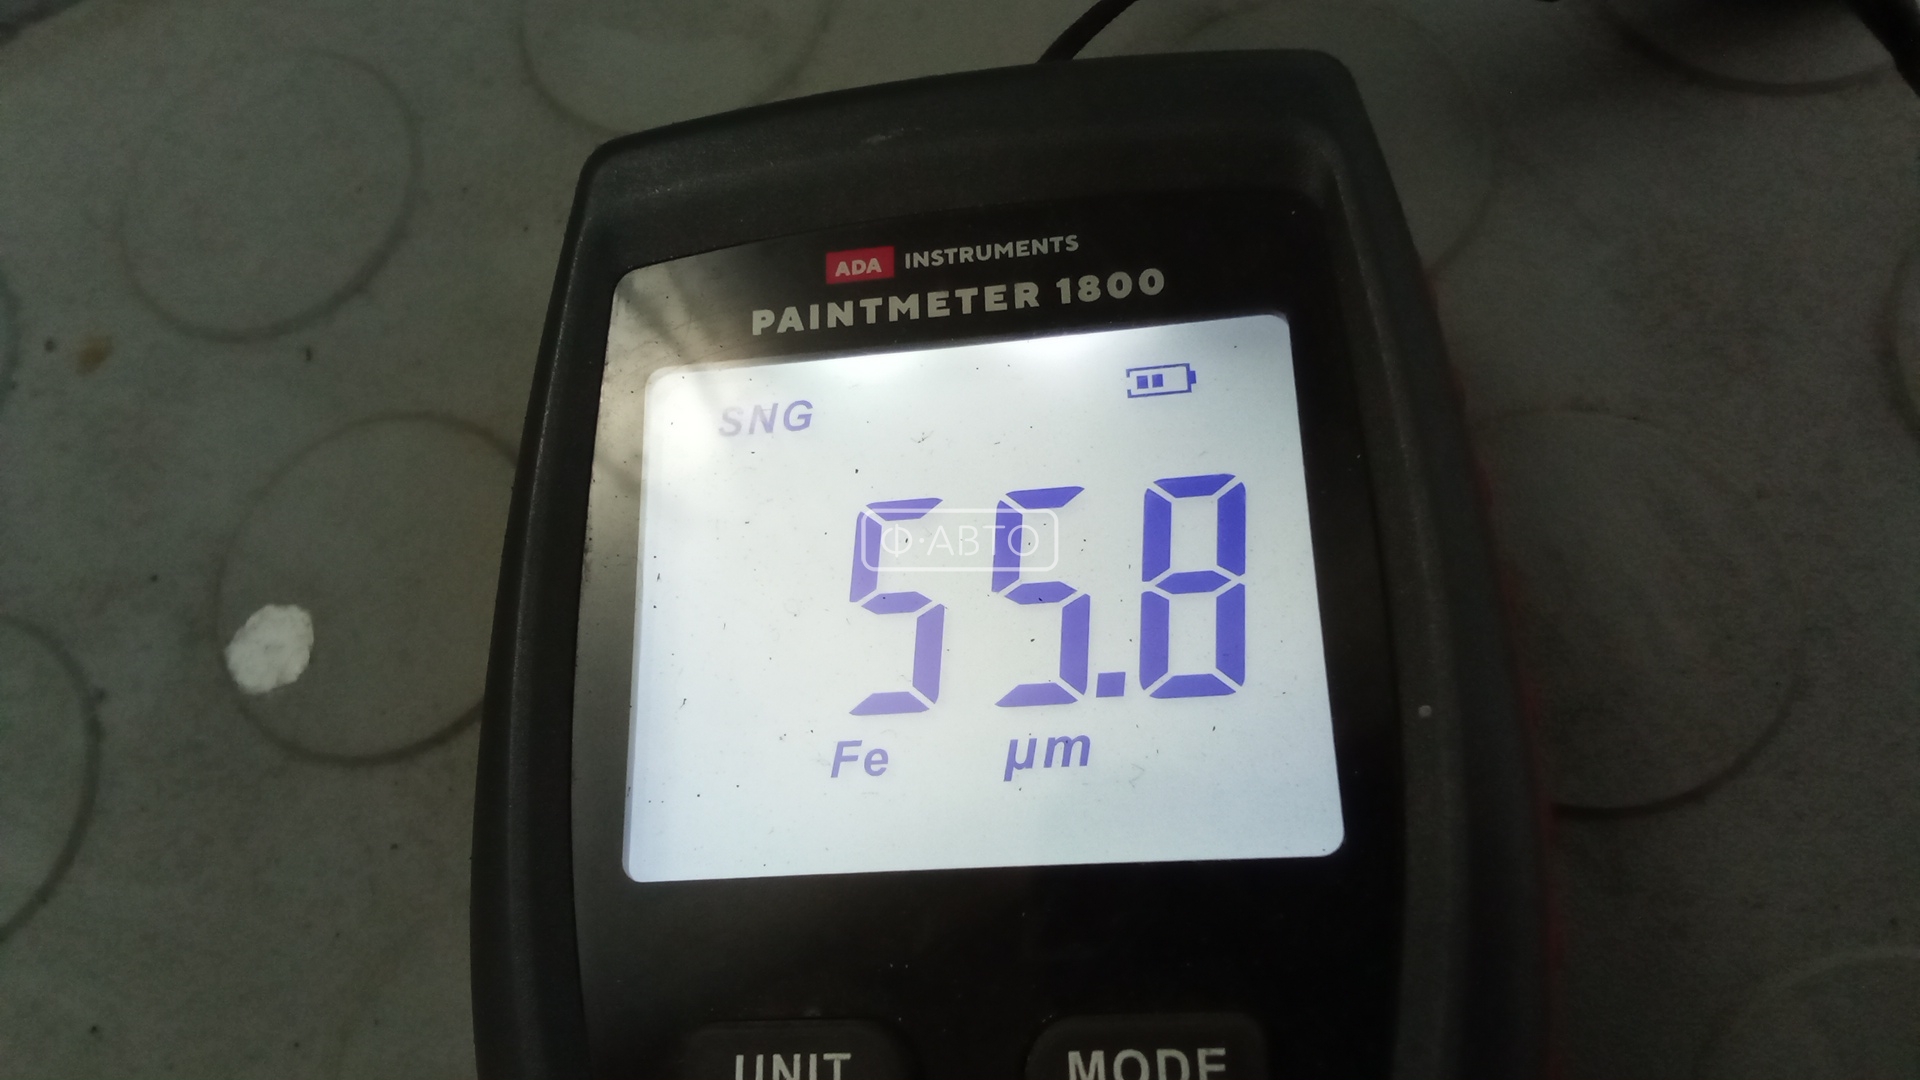 ADA INSTRUMENTS
PAINTMETER 1800
SNG
55.8
Ф·АВТО
Fe µm
UNIT MODE